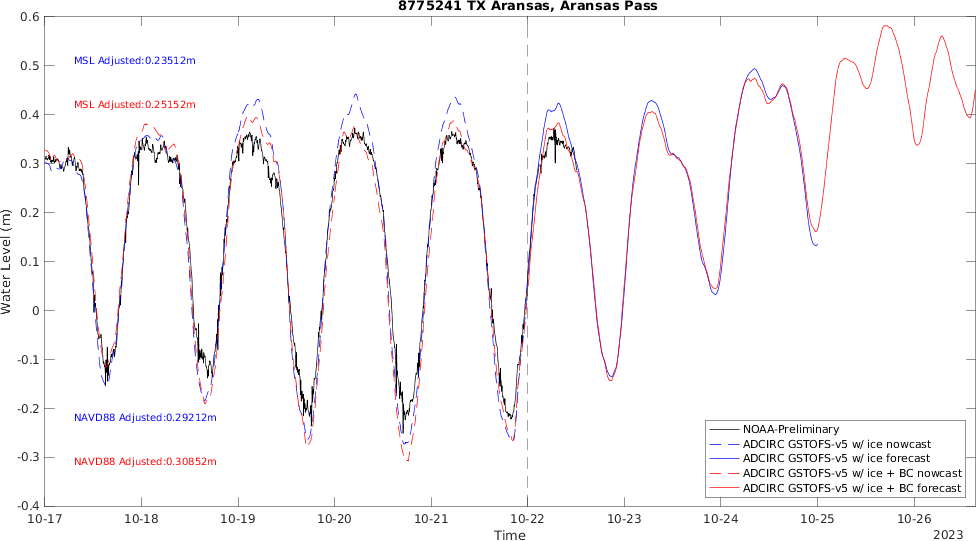 8775241 TX Aransas, Aransas Pass
0.6
0.5
0.4
0.3
0.2
0.1
0
-0.1
-0.2
-0.3
-0.4
Water Level (m)
MSL Adjusted:0.23512m
MSL Adjusted:0.25152m
NAVD88 Adjusted:0.29212m
NAVD88 Adjusted:0.30852m
NOAA-Preliminary
ADCIRC GSTOFS-v5 w/ ice nowcast
ADCIRC GSTOFS-v5 w/ ice forecast
ADCIRC GSTOFS-v5 w/ ice + BC nowcast
ADCIRC GSTOFS-v5 w/ ice + BC forecast
10-17 10-18 10-19 10-20 10-21 10-22 10-23 10-24 10-25 10-26
Time
2023